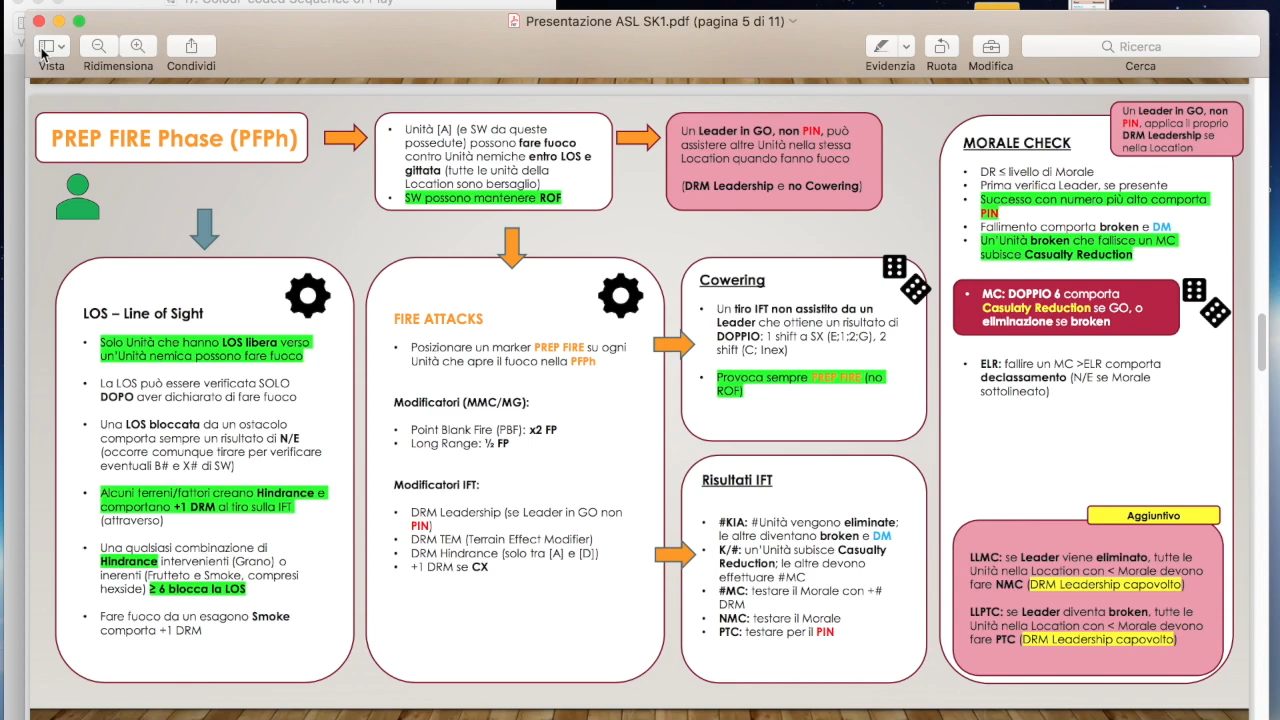 17. Colour-coded Sequence of Play
Presentazione ASL SK1.pdf (pagina 5 di 11)
Vista
Ridimensiona
Condividi
Evidenzia
Ruota
Modifica
Ricerca
Cerca
PREP FIRE Phase (PFPh)
• Unità [A] (e SW da queste
possedute) possono fare fuoco
contro Unità nemiche entro LOS e
gittata (tutte le unità della
Location sono bersaglio)
• SW possono mantenere ROF
Un Leader in GO, non PIN, può
assistere altre Unità nella stessa
Location quando fanno fuoco
(DRM Leadership e no Cowering)
Un Leader in GO, non
PIN, applica il proprio
DRM Leadership se
nella Location
MORALE CHECK
• DR ≤ livello di Morale
• Prima verifica Leader, se presente
• Successo con numero più alto comporta
PIN
• Fallimento comporta broken e DM
• Un'Unità broken che fallisce un MC
subisce Casualty Reduction
• MC: DOPPIO 6 comporta
Casulaty Reduction se GO, o
eliminazione se broken
• ELR: fallire un MC >ELR comporta
declassamento (N/E se Morale
sottolineato)
Aggiuntivo
LLMC: se Leader viene eliminato, tutte le
Unità nella Location con < Morale devono
fare NMC (DRM Leadership capovolto)
LLPTC: se Leader diventa broken, tutte le
Unità nella Location con < Morale devono
fare PTC (DRM Leadership capovolto)
LOS – Line of Sight
• Solo Unità che hanno LOS libera verso
un'Unità nemica possono fare fuoco
• La LOS può essere verificata SOLO
DOPO aver dichiarato di fare fuoco
• Una LOS bloccata da un ostacolo
comporta sempre un risultato di N/E
(occorre comunque tirare per verificare
eventuali B# e X# di SW)
• Alcuni terreni/fattori creano Hindrance e
comportano +1 DRM al tiro sulla IFT
(attraverso)
• Una qualsiasi combinazione di
Hindrance intervenienti (Grano) o
inerenti (Frutteto e Smoke, compresi
hexside) ≥ 6 blocca la LOS
• Fare fuoco da un esagono Smoke
comporta +1 DRM
FIRE ATTACKS
• Posizionare un marker PREP FIRE su ogni
Unità che apre il fuoco nella PFPh
Modificatori (MMC/MG):
• Point Blank Fire (PBF): x2 FP
• Long Range: ½ FP
Modificatori IFT:
• DRM Leadership (se Leader in GO non
PIN)
• DRM TEM (Terrain Effect Modifier)
• DRM Hindrance (solo tra [A] e [D])
• +1 DRM se CX
Cowering
• Un tiro IFT non assistito da un
Leader che ottiene un risultato di
DOPPIO: 1 shift a SX (E;1;2;G), 2
shift (C; Inex)
• Provoca sempre PREP FIRE (no
ROF)
Risultati IFT
• #KIA: #Unità vengono eliminate;
le altre diventano broken e DM
• K/#: un'Unità subisce Casualty
Reduction; le altre devono
effettuare #MC
• #MC: testare il Morale con +#
DRM
• NMC: testare il Morale
• PTC: testare per il PIN